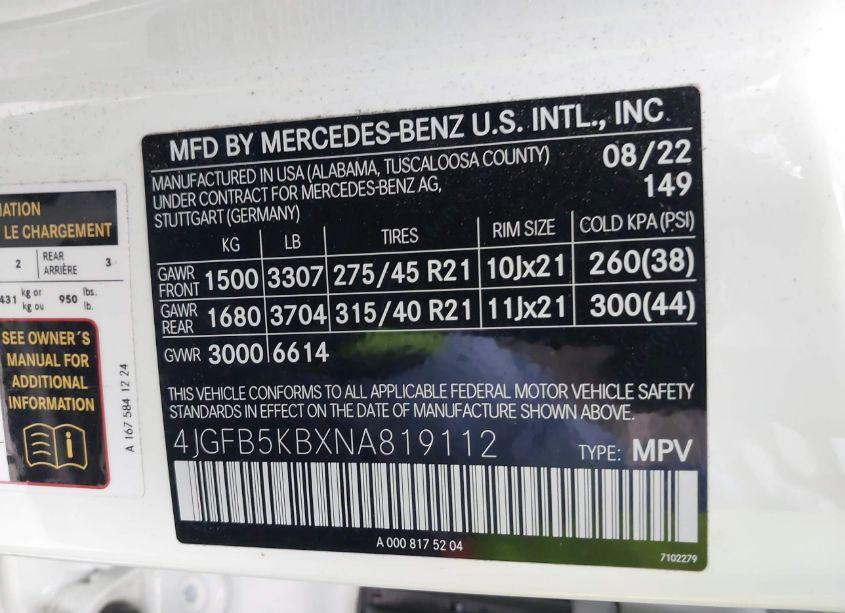 MFD BY MERCEDES-BENZ U.S. INTL., INC.
MANUFACTURED IN USA (ALABAMA, TUSCALOOSA COUNTY) 08/22
UNDER CONTRACT FOR MERCEDES-BENZ AG, 149
STUTTGART (GERMANY)
KG LB TIRES RIM SIZE COLD KPA (PSI)
GAWR FRONT 1500 3307 275/45 R21 10Jx21 260(38)
GAWR REAR 1680 3704 315/40 R21 11Jx21 300(44)
GVWR 3000 6614
THIS VEHICLE CONFORMS TO ALL APPLICABLE FEDERAL MOTOR VEHICLE SAFETY
STANDARDS IN EFFECT ON THE DATE OF MANUFACTURE SHOWN ABOVE.
4JGFB5KBXNA819112 TYPE: MPV
A 000 817 52 04
7102279
LE CHARGEMENT
2 REAR ARRIÈRE 3
431 kg or kg ou 950 lbs. lb.
SEE OWNER´S
MANUAL FOR
ADDITIONAL
INFORMATION
A 167 584 12 24